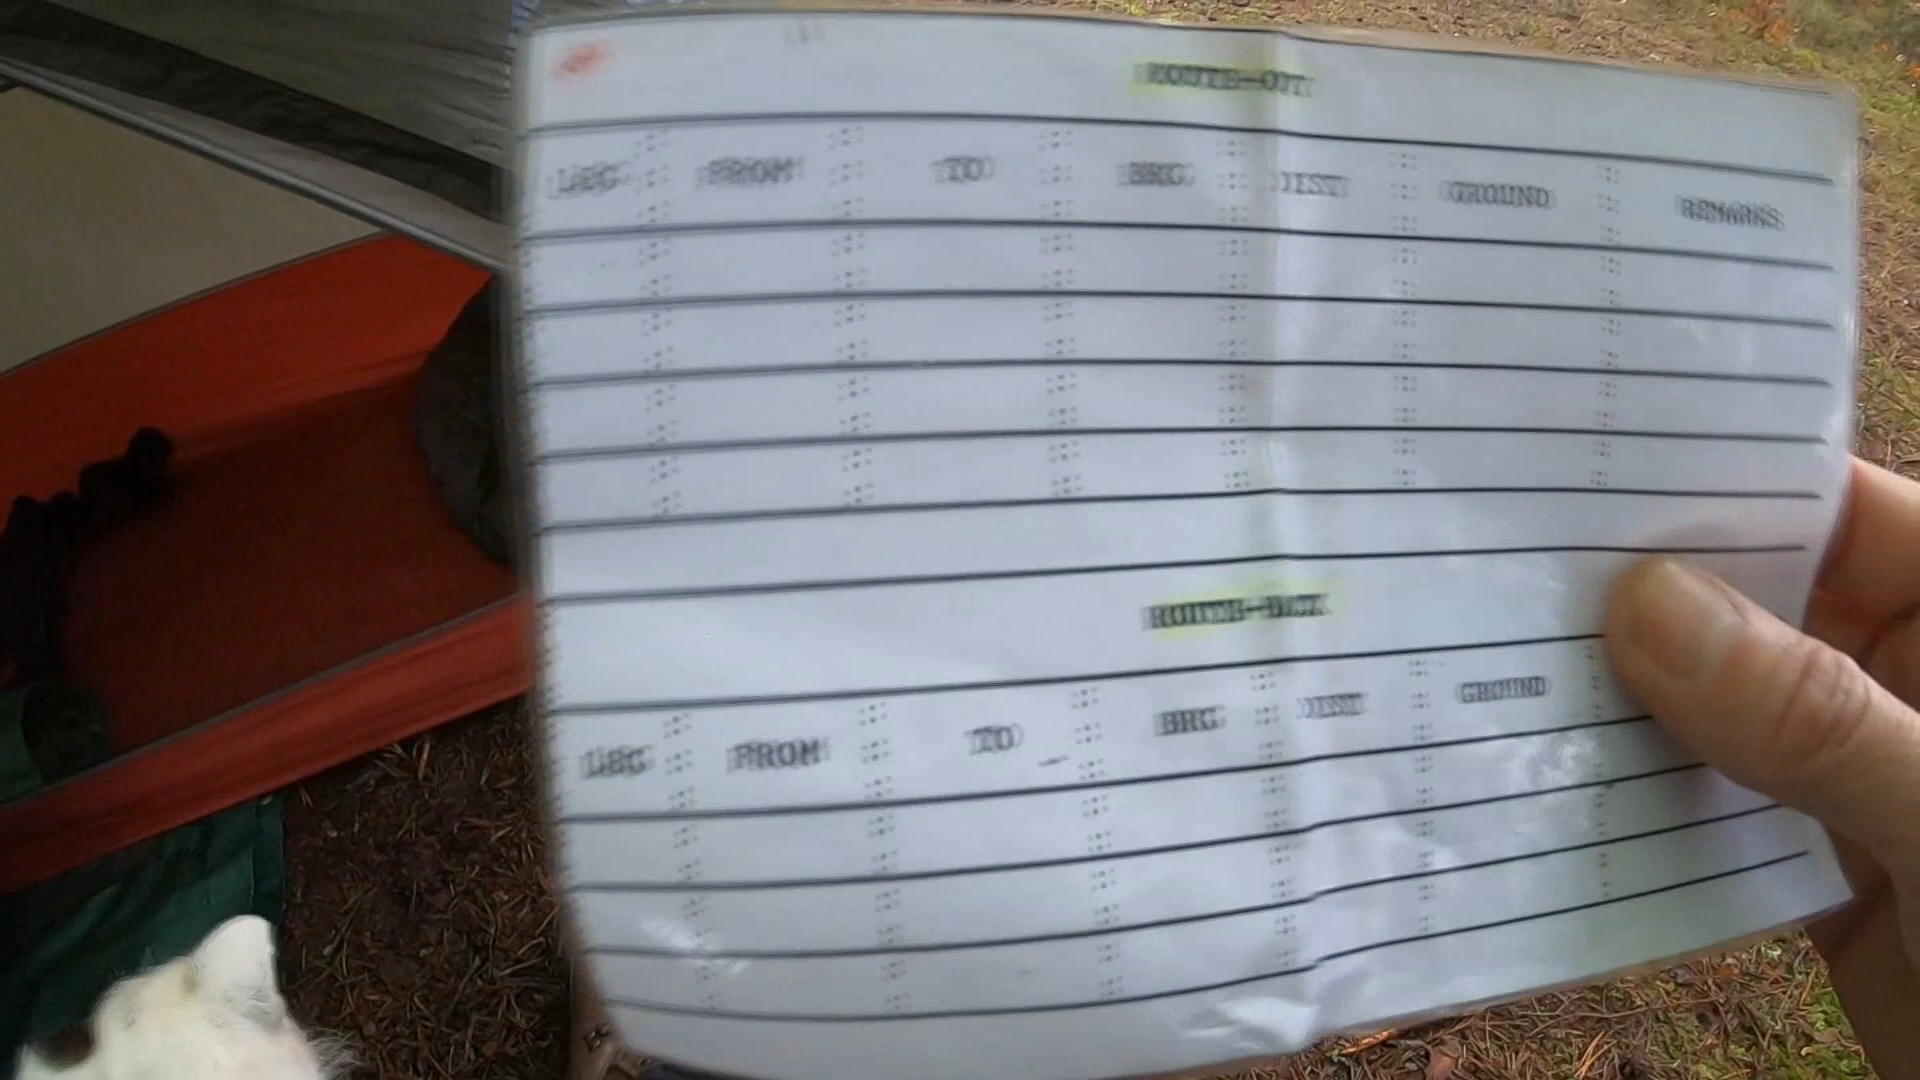 ROUTE-OUT
LEG FROM TO BRG DIST GROUND REMARKS
ROUTE-BACK
LEG FROM TO BRG DIST GROUND